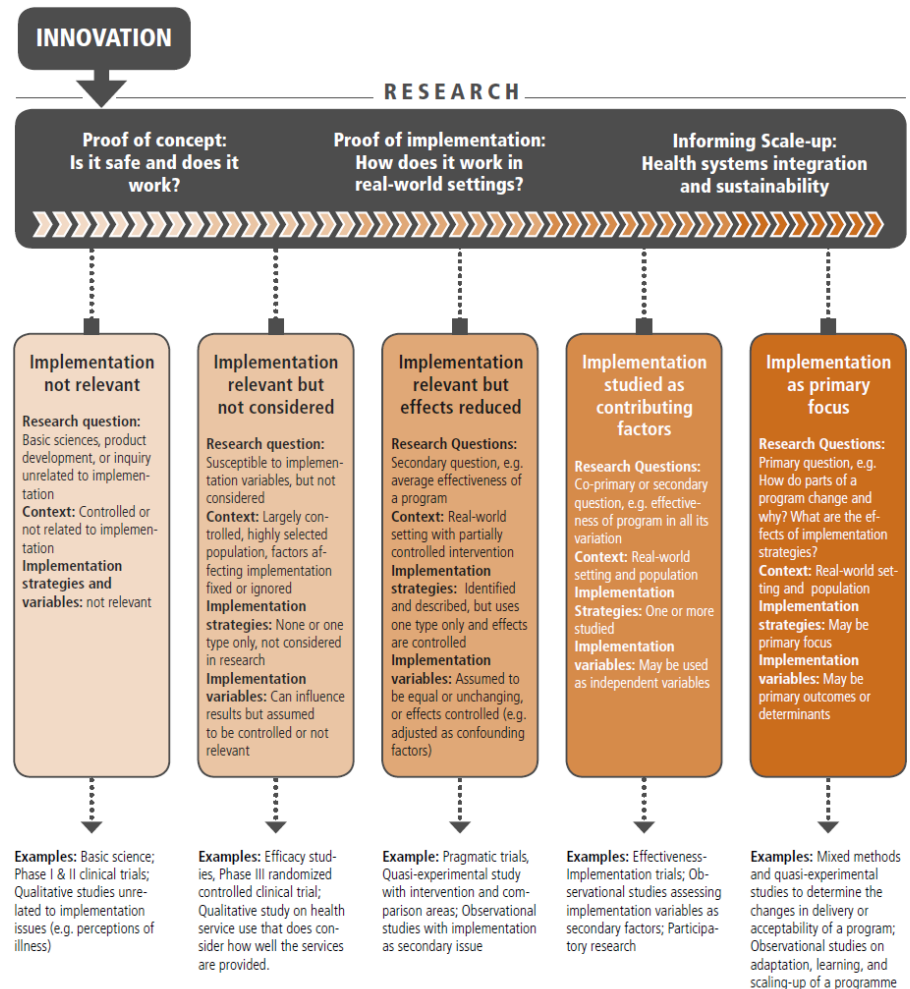 INNOVATION
RESEARCH
Proof of concept:
Is it safe and does it
work?
Proof of implementation:
How does it work in
real-world settings?
Informing Scale-up:
Health systems integration
and sustainability
Implementation
not relevant
Research question:
Basic sciences, product
development, or inquiry
unrelated to implemen-
tation
Context: Controlled or
not related to implemen-
tation
Implementation
strategies and
variables: not relevant
Implementation
relevant but
not considered
Research question:
Susceptible to implemen-
tation variables, but not
considered
Context: Largely con-
trolled, highly selected
population, factors af-
fecting implementation
fixed or ignored
Implementation
strategies: None or one
type only, not considered
in research
Implementation
variables: Can influence
results but assumed
to be controlled or not
relevant
Implementation
relevant but
effects reduced
Research Questions:
Secondary question, e.g.
average effectiveness of
a program
Context: Real-world
setting with partially
controlled intervention
Implementation
strategies: Identified
and described, but uses
one type only and effects
are controlled
Implementation
variables: Assumed to
be equal or unchanging,
or effects controlled (e.g.
adjusted as confounding
factors)
Implementation
studied as
contributing
factors
Research Questions:
Co-primary or secondary
question, e.g. effective-
ness of program in all its
variation
Context: Real-world
setting and population
Implementation
Strategies: One or more
studied
Implementation
variables: May be used
as independent variables
Implementation
as primary
focus
Research Questions:
Primary question, e.g.
How do parts of a
program change and
why? What are the ef-
fects of implementation
strategies?
Context: Real-world set-
ting and population
Implementation
strategies: May be
primary focus
Implementation
variables: May be
primary outcomes or
determinants
Examples: Basic science;
Phase I & II clinical trials;
Qualitative studies unre-
lated to implementation
issues (e.g. perceptions of
illness)
Examples: Efficacy stud-
ies, Phase III randomized
controlled clinical trial;
Qualitative study on health
service use that does con-
sider how well the services
are provided.
Example: Pragmatic trials,
Quasi-experimental study
with intervention and com-
parison areas; Observational
studies with implementation
as secondary issue
Examples: Effectiveness-
Implementation trials; Ob-
servational studies assessing
implementation variables as
secondary factors; Participa-
tory research
Examples: Mixed methods
and quasi-experimental
studies to determine the
changes in delivery or
acceptability of a program;
Observational studies on
adaptation, learning, and
scaling-up of a programme